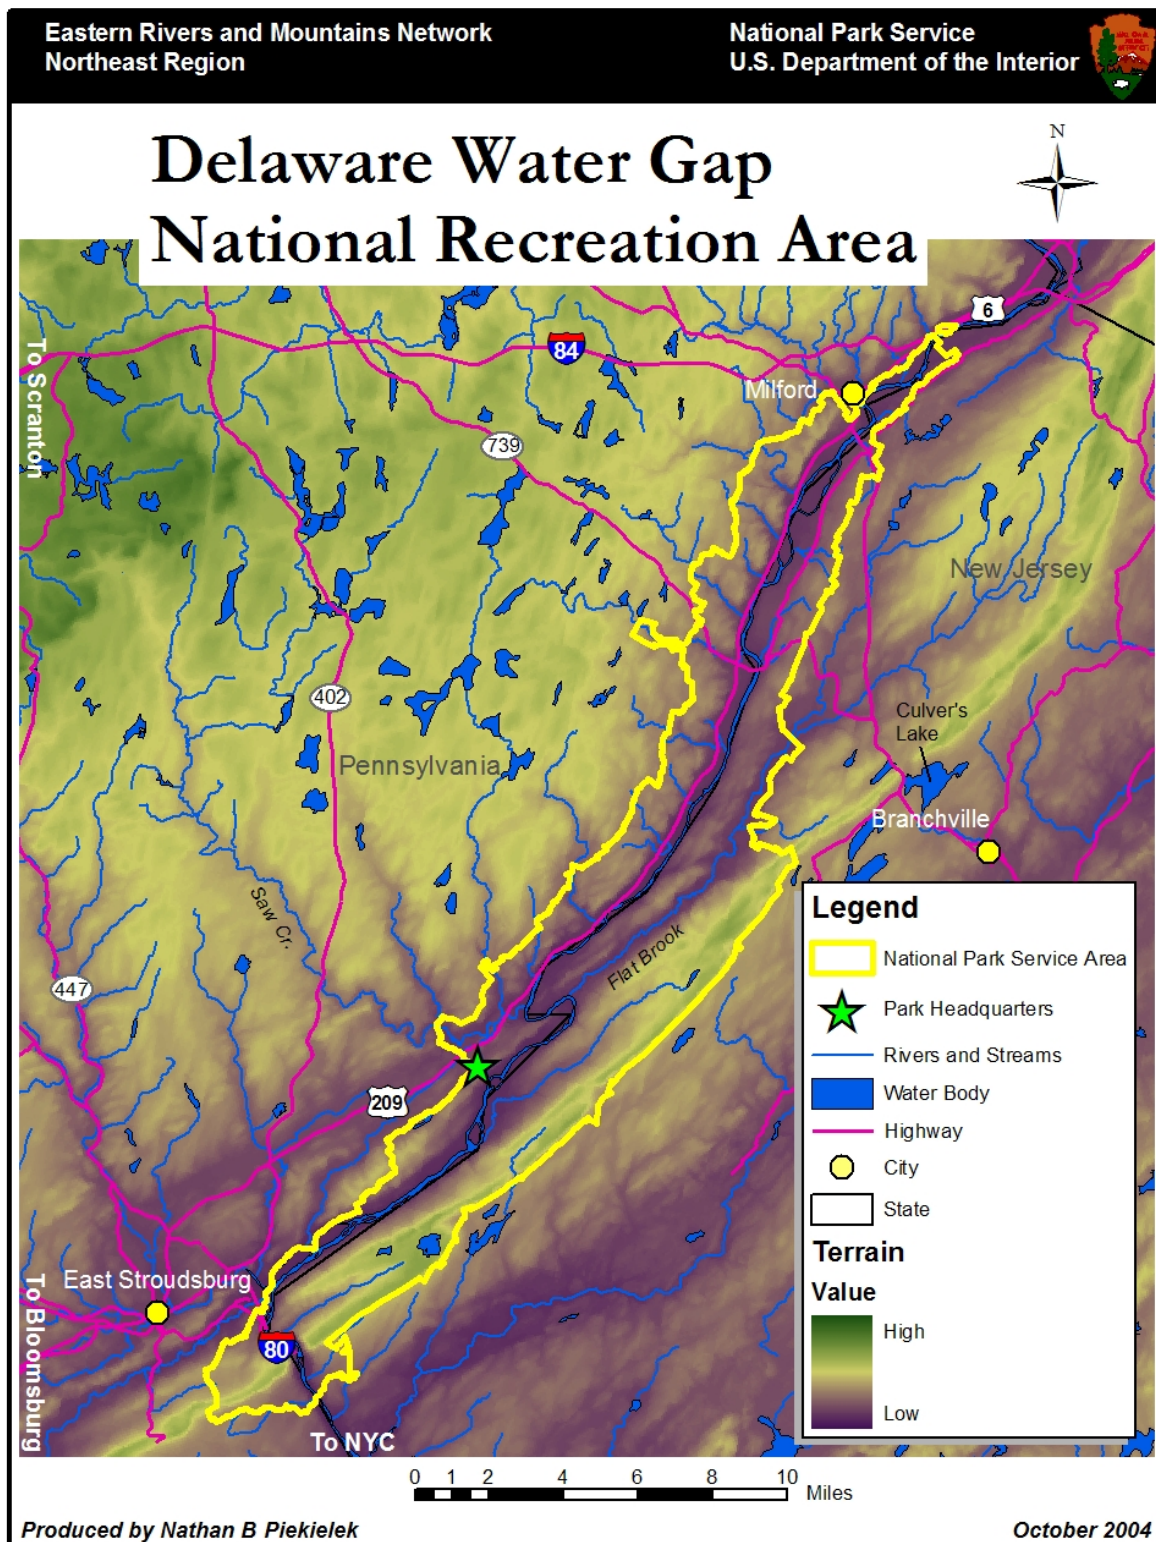 Eastern Rivers and Mountains Network
Northeast Region
National Park Service
U.S. Department of the Interior
Delaware Water Gap
National Recreation Area
N
6
84
To Scranton
Milford
739
New Jersey
402
Culver's
Lake
Pennsylvania
Branchville
Saw Cr.
Flat Brook
447
209
East Stroudsburg
80
To Bloomsburg
To NYC
Legend
National Park Service Area
Park Headquarters
Rivers and Streams
Water Body
Highway
City
State
Terrain
Value
High
Low
0 1 2 4 6 8 10
Miles
Produced by Nathan B Piekielek
October 2004